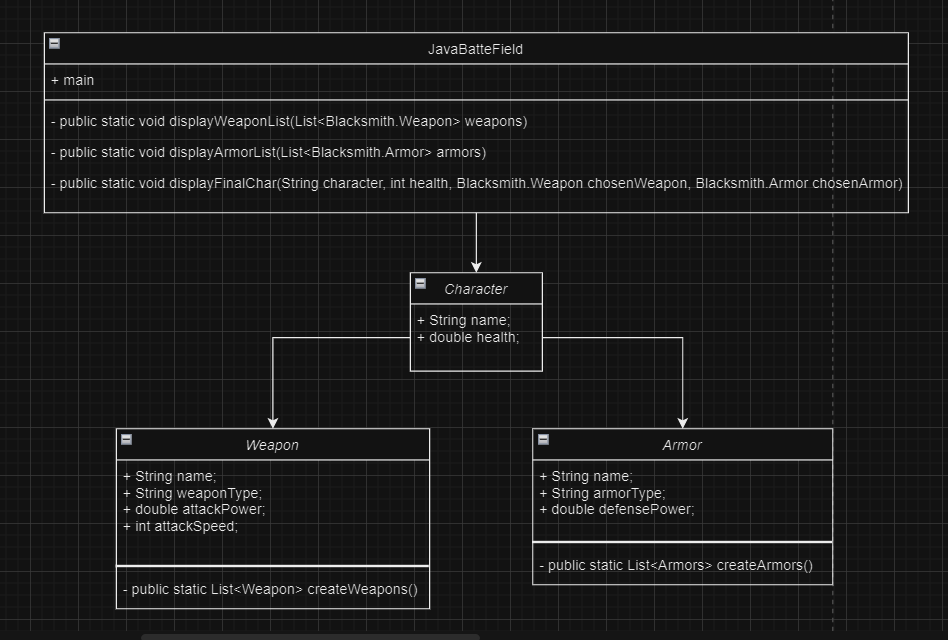 JavaBatteField
+ main
- public static void displayWeaponList(List<Blacksmith.Weapon> weapons)
- public static void displayArmorList(List<Blacksmith.Armor> armors)
- public static void displayFinalChar(String character, int health, Blacksmith.Weapon chosenWeapon, Blacksmith.Armor chosenArmor)
Character
+ String name;
+ double health;
Weapon
+ String name;
+ String weaponType;
+ double attackPower;
+ int attackSpeed;
- public static List<Weapon> createWeapons()
Armor
+ String name;
+ String armorType;
+ double defensePower;
- public static List<Armors> createArmors()